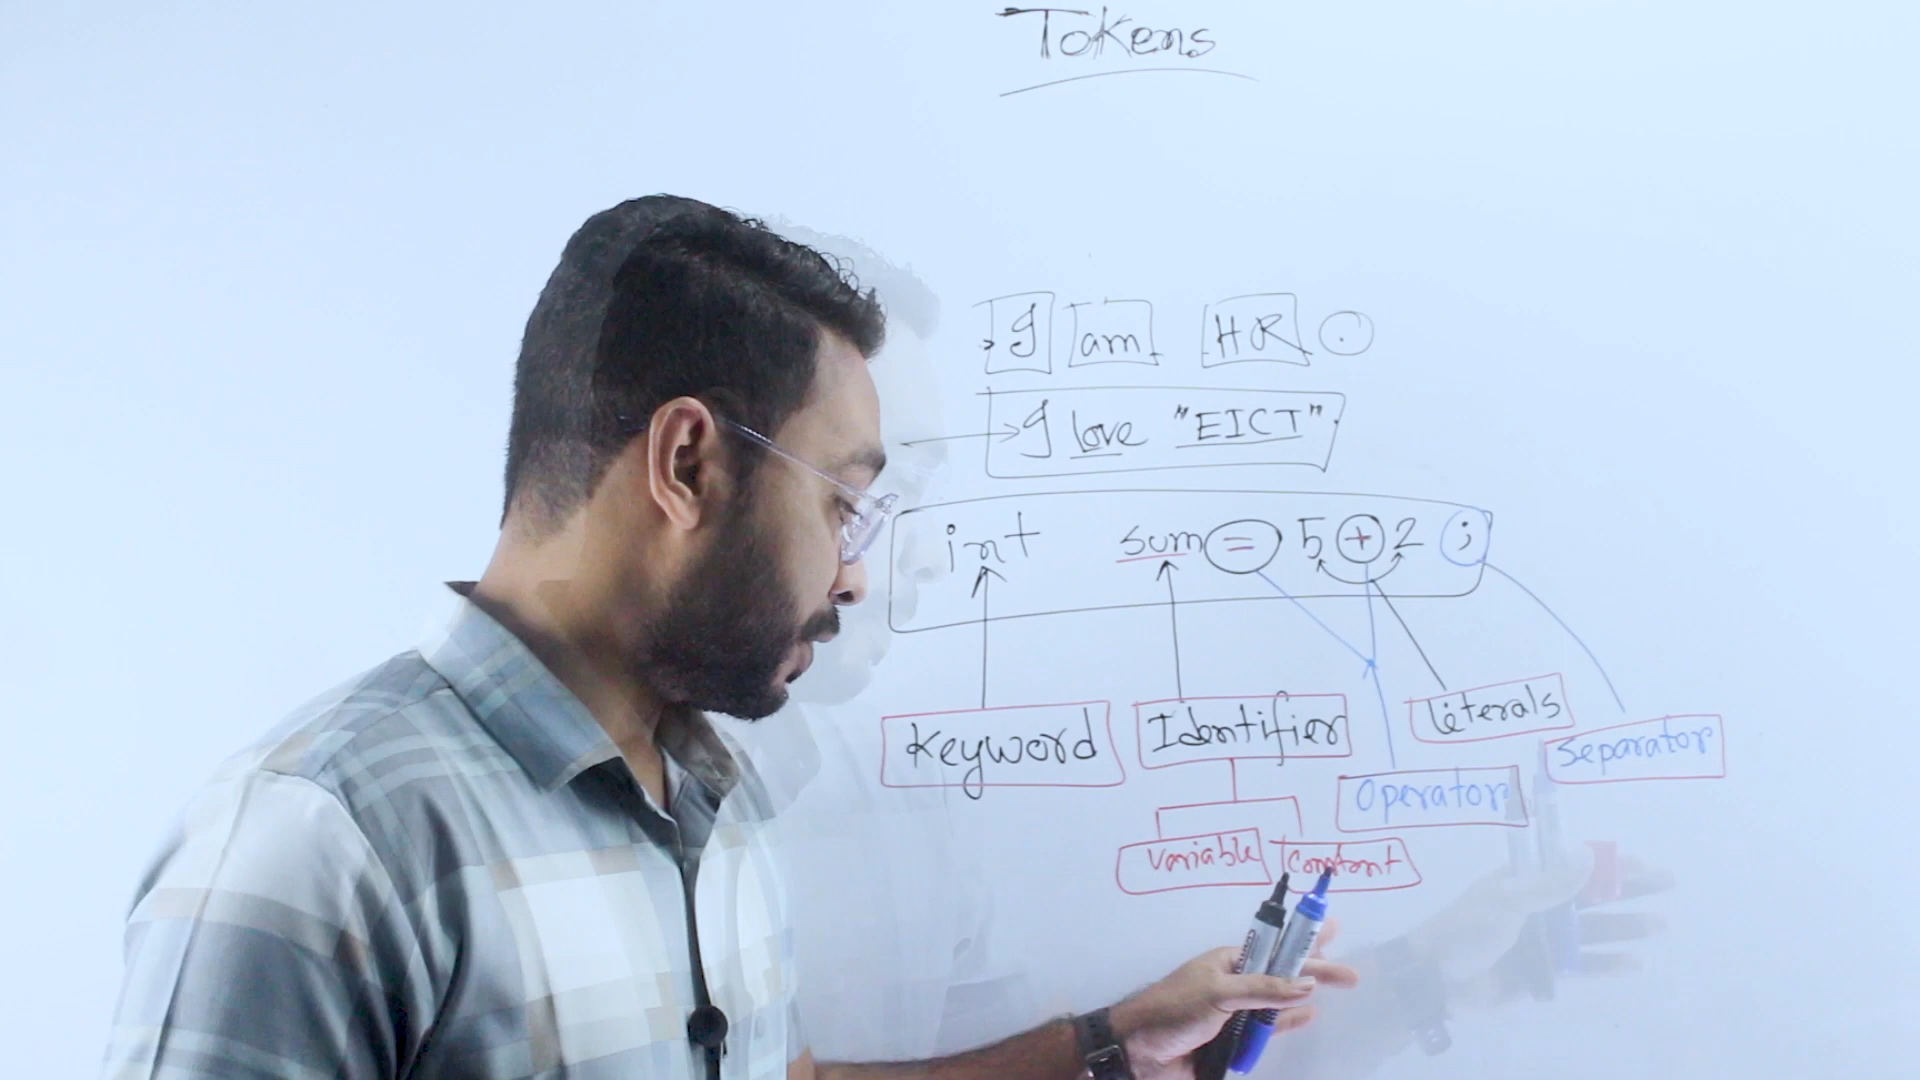 Tokens
I am HR .
I love "EICT"
int sum = 5 + 2 ;
Keyword Identifier Literals Separator
Operator
Variable Constant